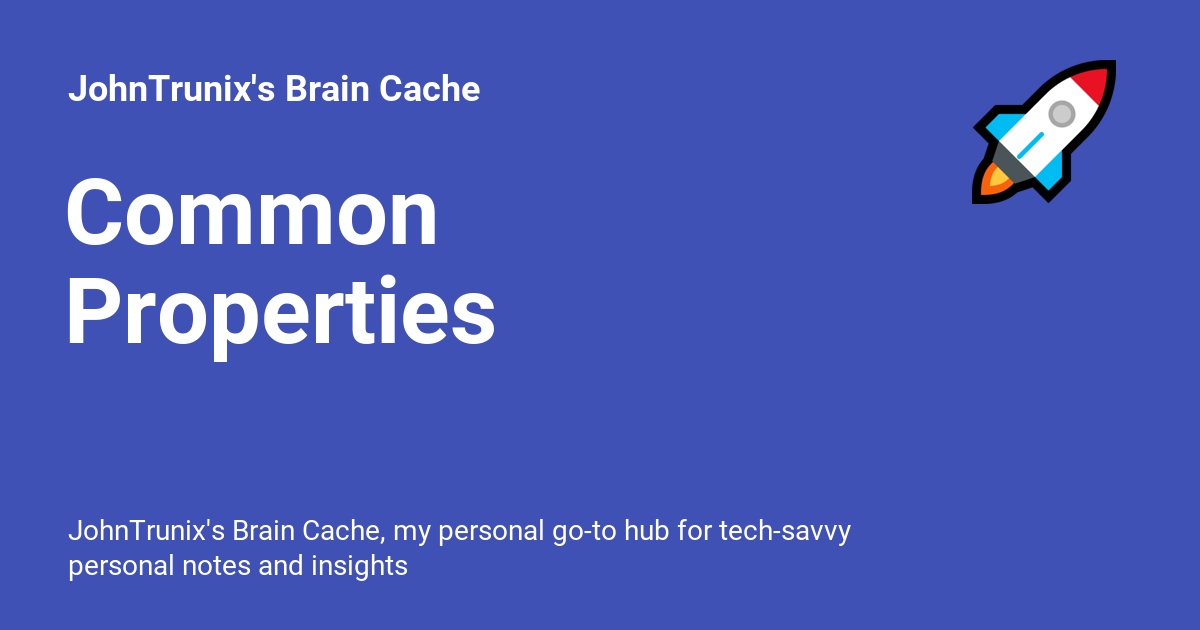 JohnTrunix's Brain Cache
Common
Properties
JohnTrunix's Brain Cache, my personal go-to hub for tech-savvy
personal notes and insights